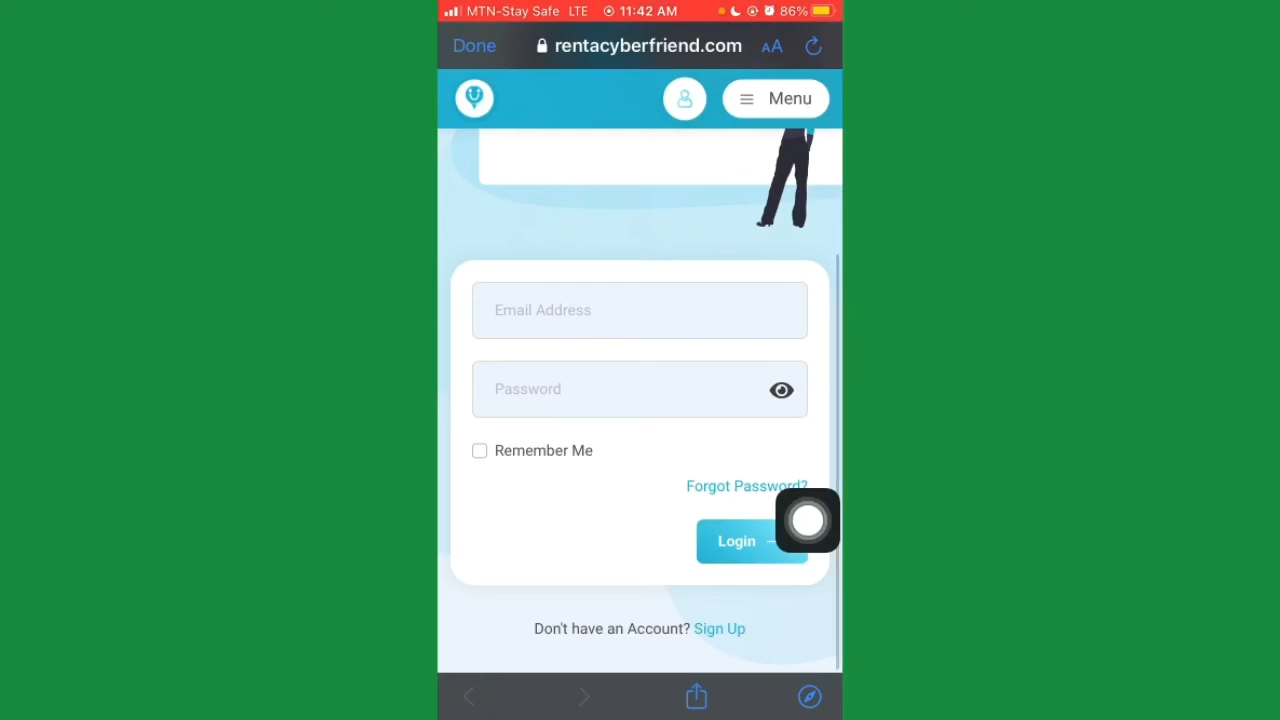 MTN-Stay Safe LTE 11:42 AM 86%
Done rentacyberfriend.com AA
Menu
Email Address
Password
Remember Me
Forgot Password?
Login
Don't have an Account? Sign Up